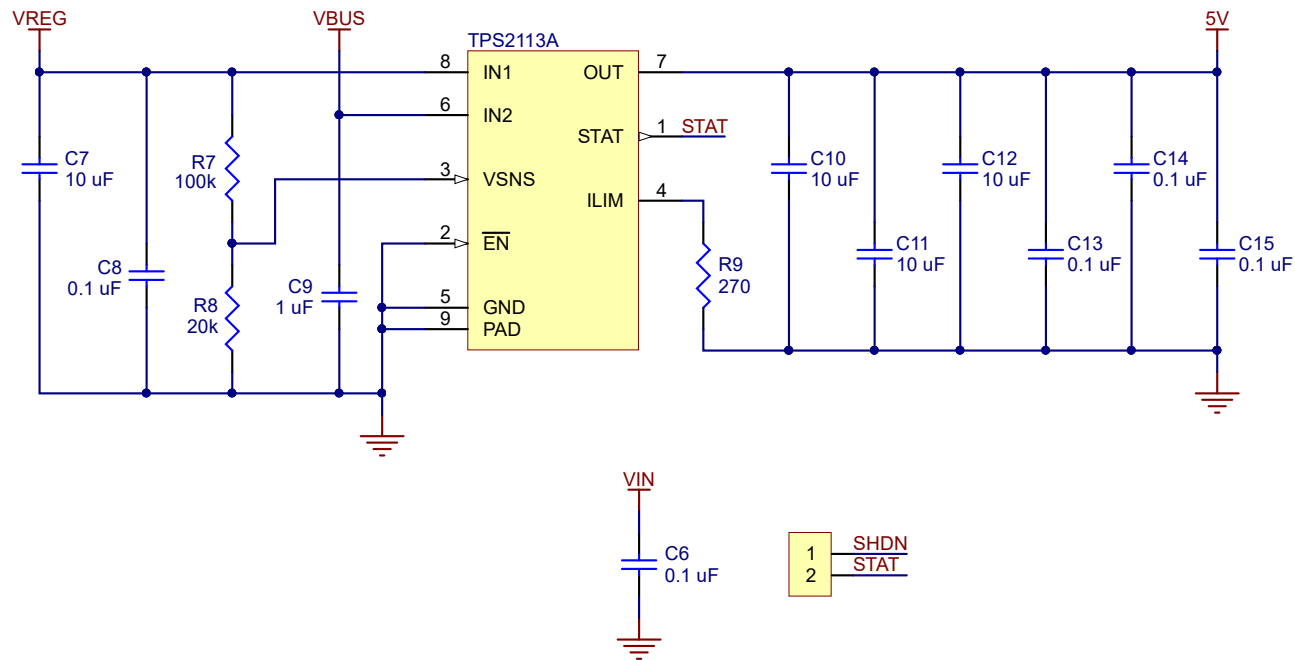 VREG
VBUS
5V
TPS2113A
8
IN1
OUT
7
6
IN2
STAT
1
STAT
3
VSNS
ILIM
4
2
EN
5
GND
9
PAD
C7
10 uF
R7
100k
C8
0.1 uF
R8
20k
C9
1 uF
R9
270
C10
10 uF
C11
10 uF
C12
10 uF
C13
0.1 uF
C14
0.1 uF
C15
0.1 uF
VIN
C6
0.1 uF
1
SHDN
2
STAT